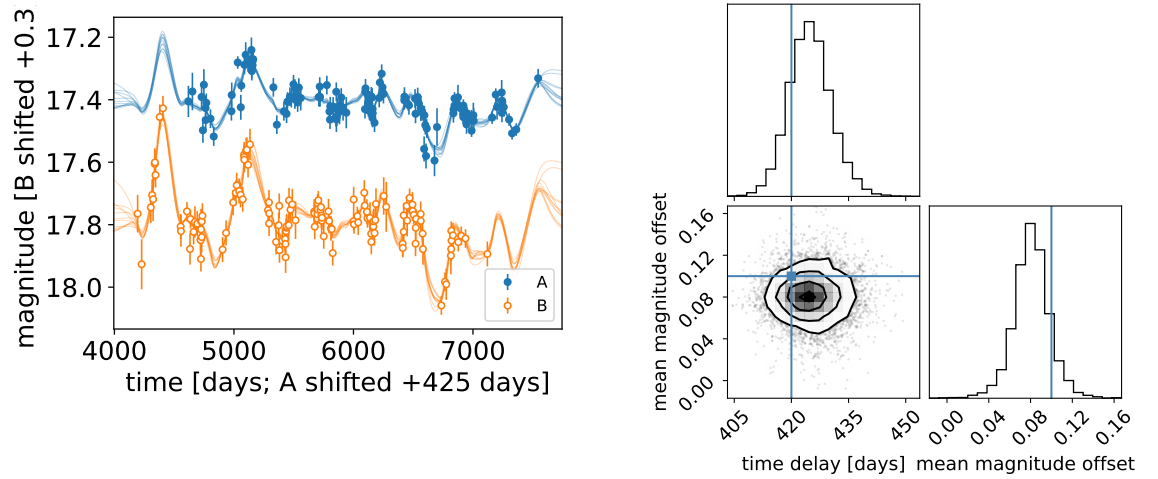 magnitude [B shifted +0.3
17.2
17.4
17.6
17.8
18.0
A
B
4000 5000 6000 7000
time [days; A shifted +425 days]
mean magnitude offset
0.16
0.12
0.08
0.04
0.00
405 420 435 450
time delay [days]
0.00 0.04 0.08 0.12 0.16
mean magnitude offset